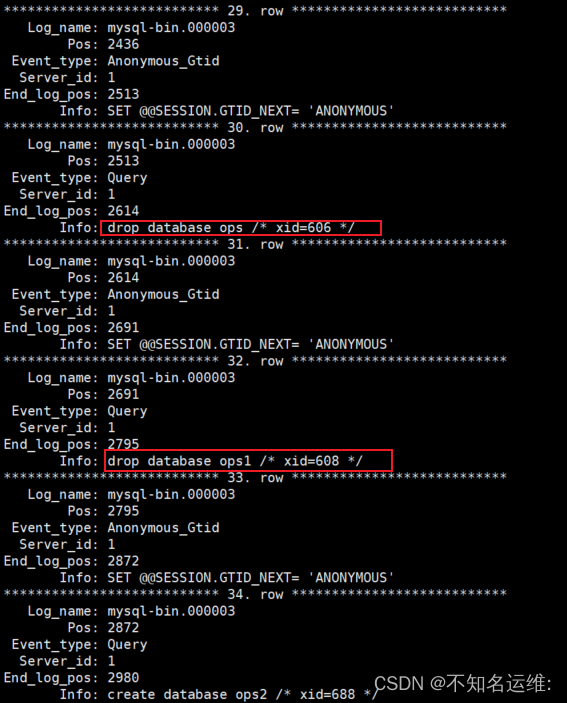 *************************** 29. row ***************************
Log_name: mysql-bin.000003
Pos: 2436
Event_type: Anonymous_Gtid
Server_id: 1
End_log_pos: 2513
Info: SET @@SESSION.GTID_NEXT= 'ANONYMOUS'
*************************** 30. row ***************************
Log_name: mysql-bin.000003
Pos: 2513
Event_type: Query
Server_id: 1
End_log_pos: 2614
Info: drop database ops /* xid=606 */
*************************** 31. row ***************************
Log_name: mysql-bin.000003
Pos: 2614
Event_type: Anonymous_Gtid
Server_id: 1
End_log_pos: 2691
Info: SET @@SESSION.GTID_NEXT= 'ANONYMOUS'
*************************** 32. row ***************************
Log_name: mysql-bin.000003
Pos: 2691
Event_type: Query
Server_id: 1
End_log_pos: 2795
Info: drop database ops1 /* xid=608 */
*************************** 33. row ***************************
Log_name: mysql-bin.000003
Pos: 2795
Event_type: Anonymous_Gtid
Server_id: 1
End_log_pos: 2872
Info: SET @@SESSION.GTID_NEXT= 'ANONYMOUS'
*************************** 34. row ***************************
Log_name: mysql-bin.000003
Pos: 2872
Event_type: Query
Server_id: 1
End_log_pos: 2980
Info: create database ops2 /* xid=688 */
CSDN @不知名运维: